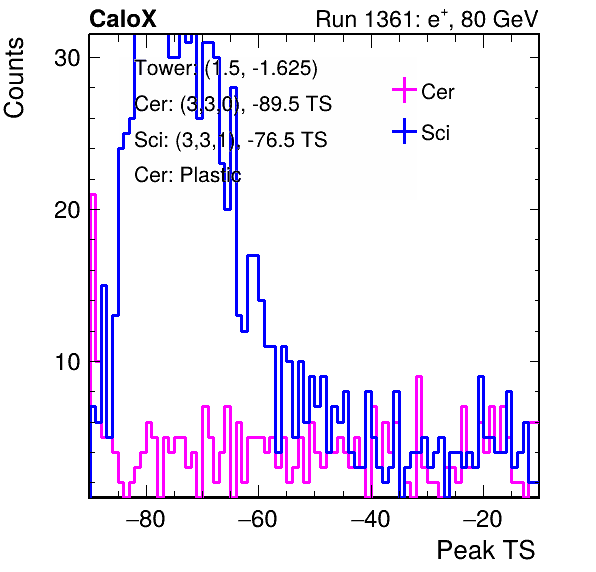 CaloX Run 1361: e⁺, 80 GeV
Counts
30
20
10
Tower: (1.5, -1.625)
Cer: (3,3,0), -89.5 TS
Sci: (3,3,1), -76.5 TS
Cer: Plastic
Cer
Sci
−80 −60 −40 −20
Peak TS